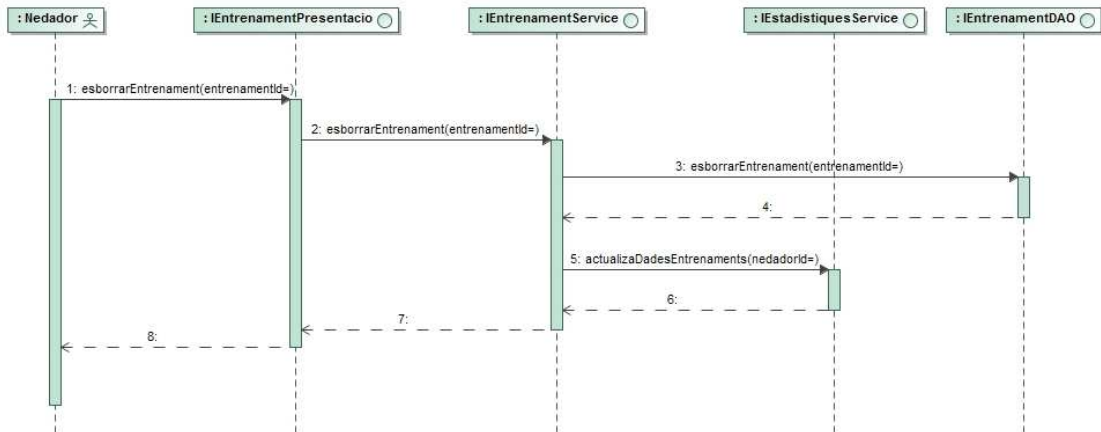 : Nedador
: IEntrenamentPresentacio
: IEntrenamentService
: IEstadistiquesService
: IEntrenamentDAO
1: esborrarEntrenament(entrenamentId=)
2: esborrarEntrenament(entrenamentId=)
3: esborrarEntrenament(entrenamentId=)
4:
5: actualizaDadesEntrenaments(nedadorId=)
6:
7:
8: